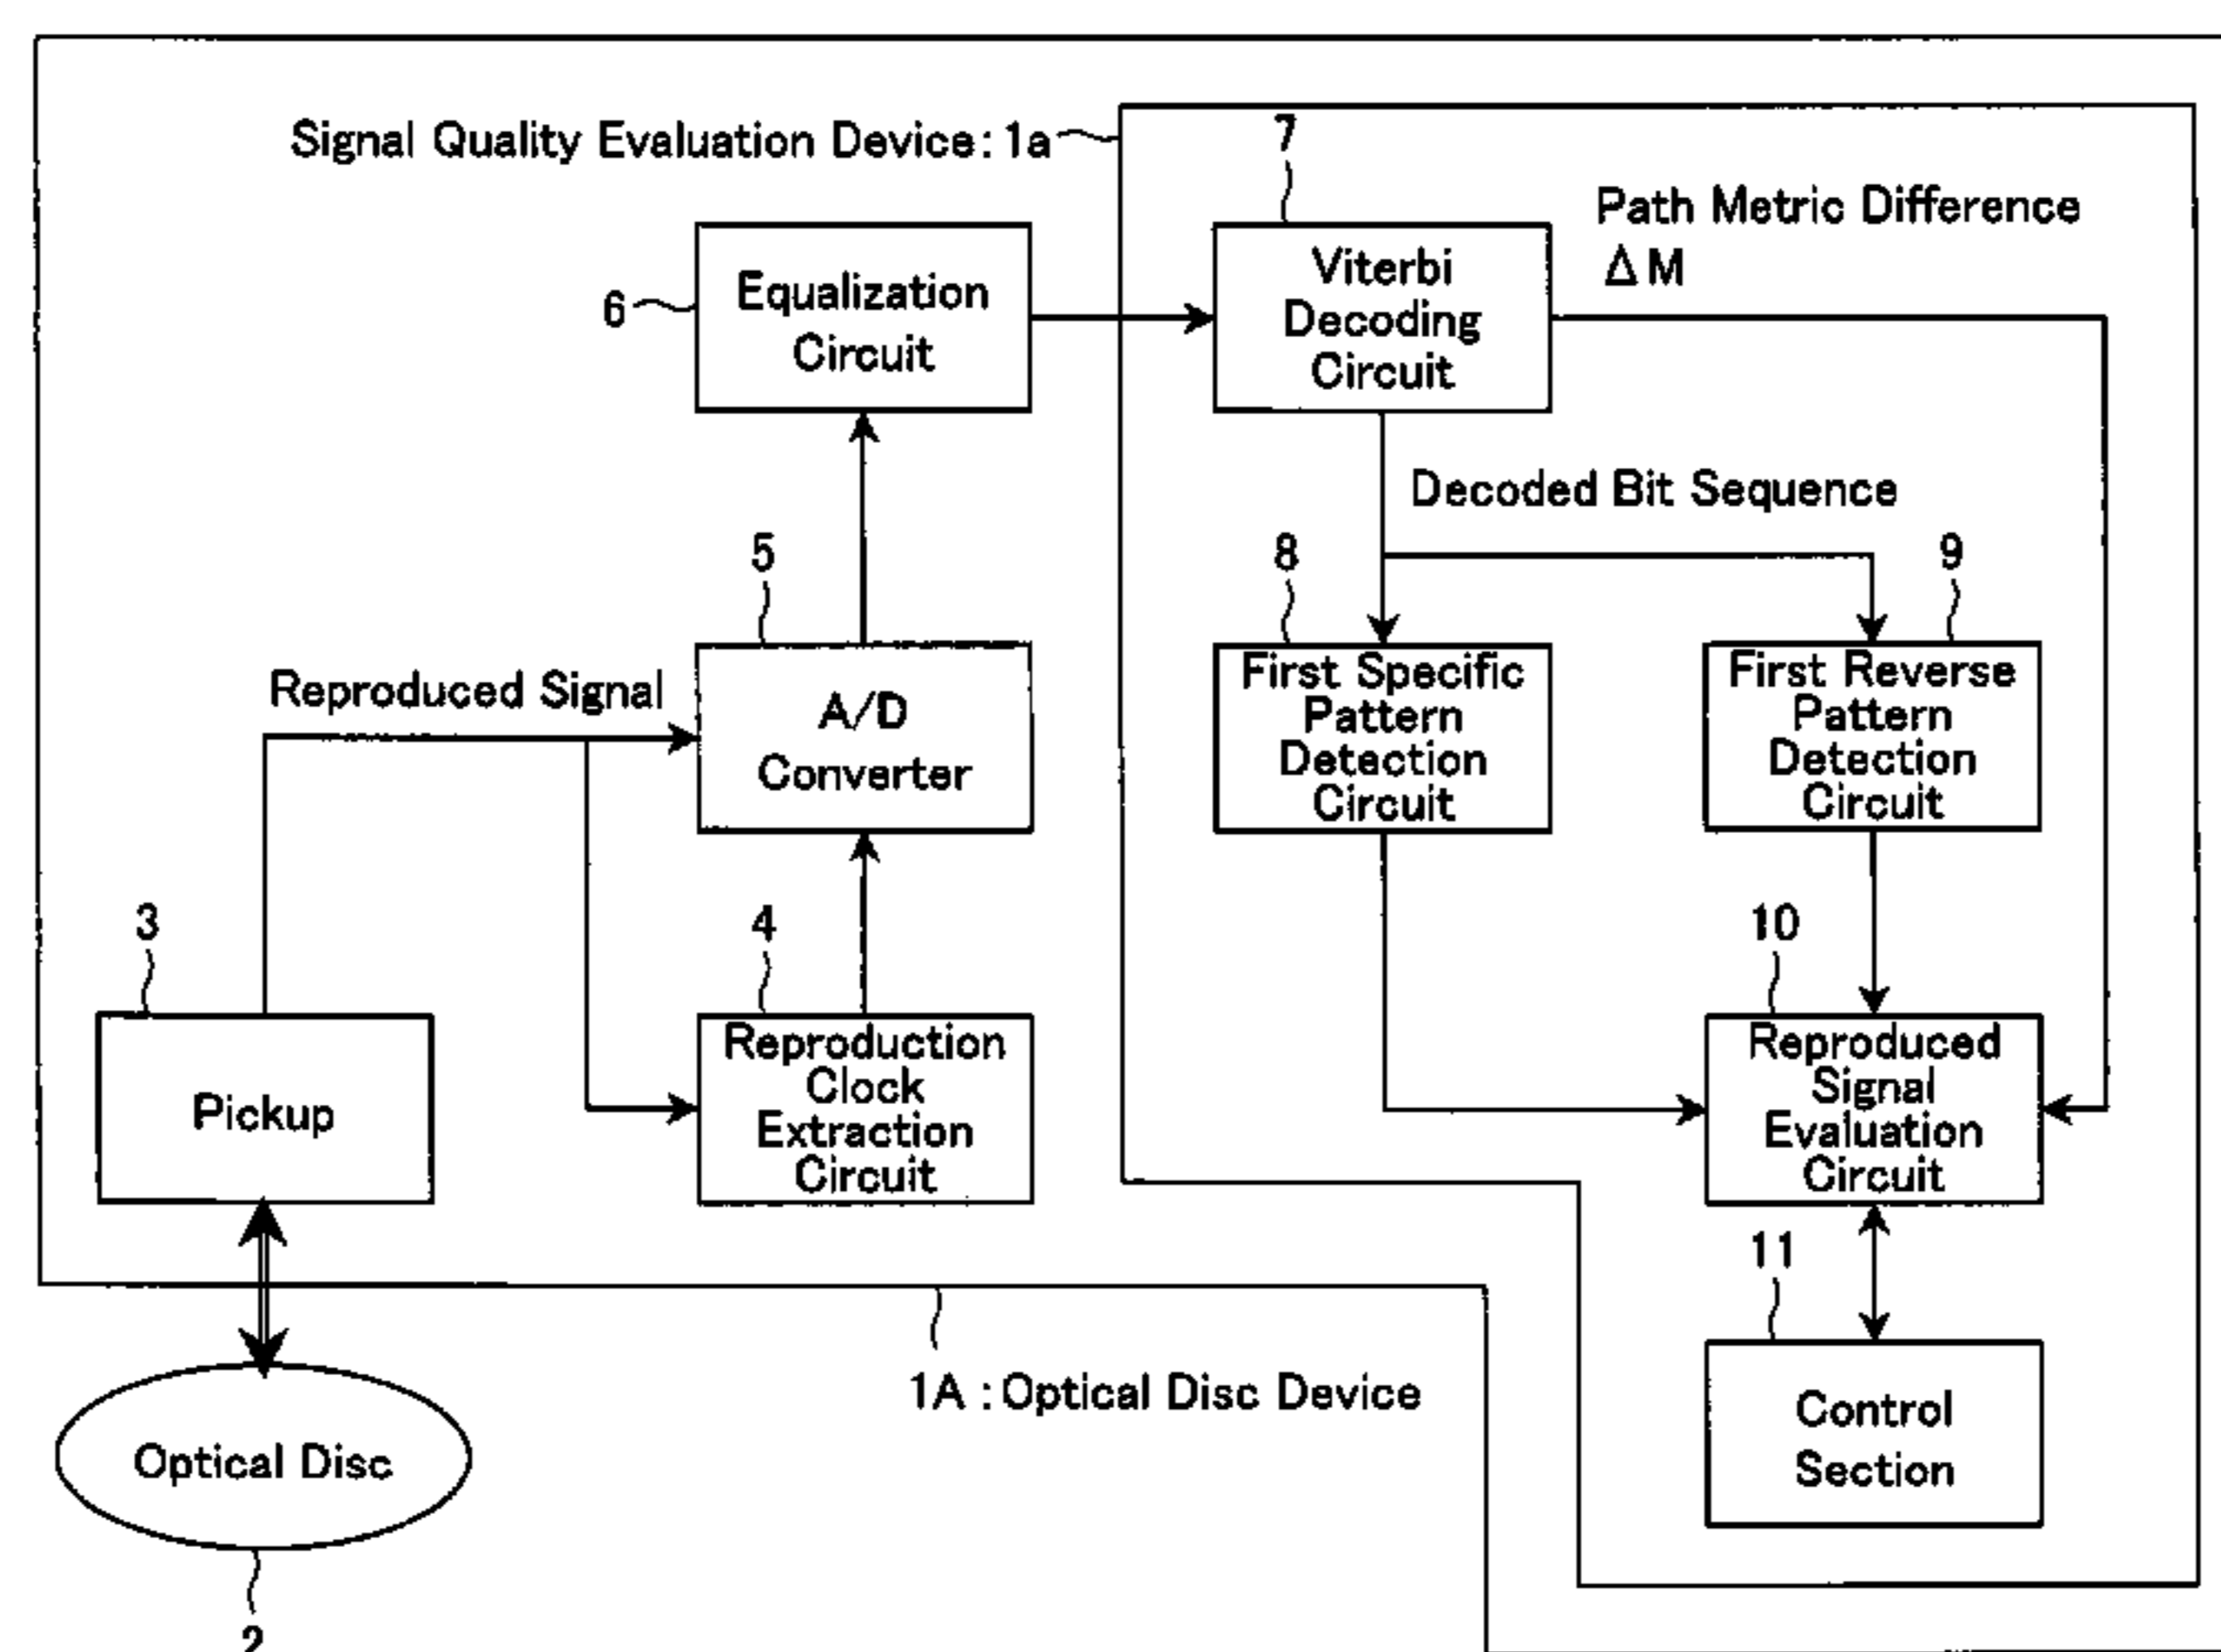 Signal Quality Evaluation Device: 1a
7
Path Metric Difference
ΔM
6
Equalization
Circuit
Viterbi
Decoding
Circuit
Decoded Bit Sequence
5
8
9
Reproduced Signal
A/D
Converter
First Specific
Pattern
Detection
Circuit
First Reverse
Pattern
Detection
Circuit
3
4
10
Pickup
Reproduction
Clock
Extraction
Circuit
Reproduced
Signal
Evaluation
Circuit
11
1A : Optical Disc Device
Control
Section
Optical Disc
2